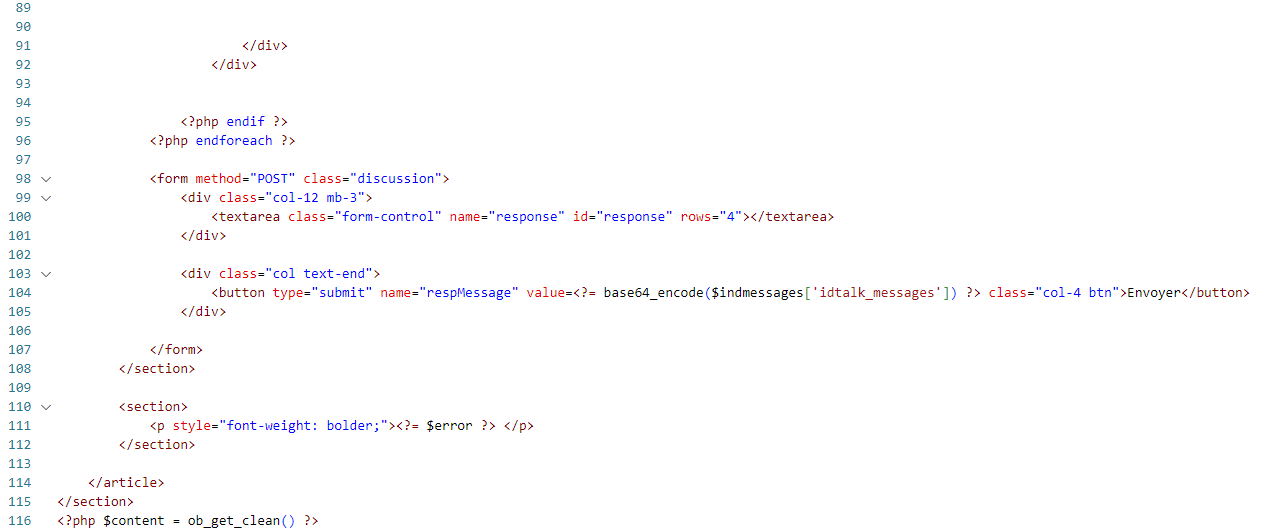 89
90
91 </div>
92 </div>
93
94
95 <?php endif ?>
96 <?php endforeach ?>
97
98 <form method="POST" class="discussion">
99 <div class="col-12 mb-3">
100 <textarea class="form-control" name="response" id="response" rows="4"></textarea>
101 </div>
102
103 <div class="col text-end">
104 <button type="submit" name="respMessage" value=<?= base64_encode($indmessages['idtalk_messages']) ?> class="col-4 btn">Envoyer</button>
105 </div>
106
107 </form>
108 </section>
109
110 <section>
111 <p style="font-weight: bolder;"><?= $error ?> </p>
112 </section>
113
114 </article>
115 </section>
116 <?php $content = ob_get_clean() ?>